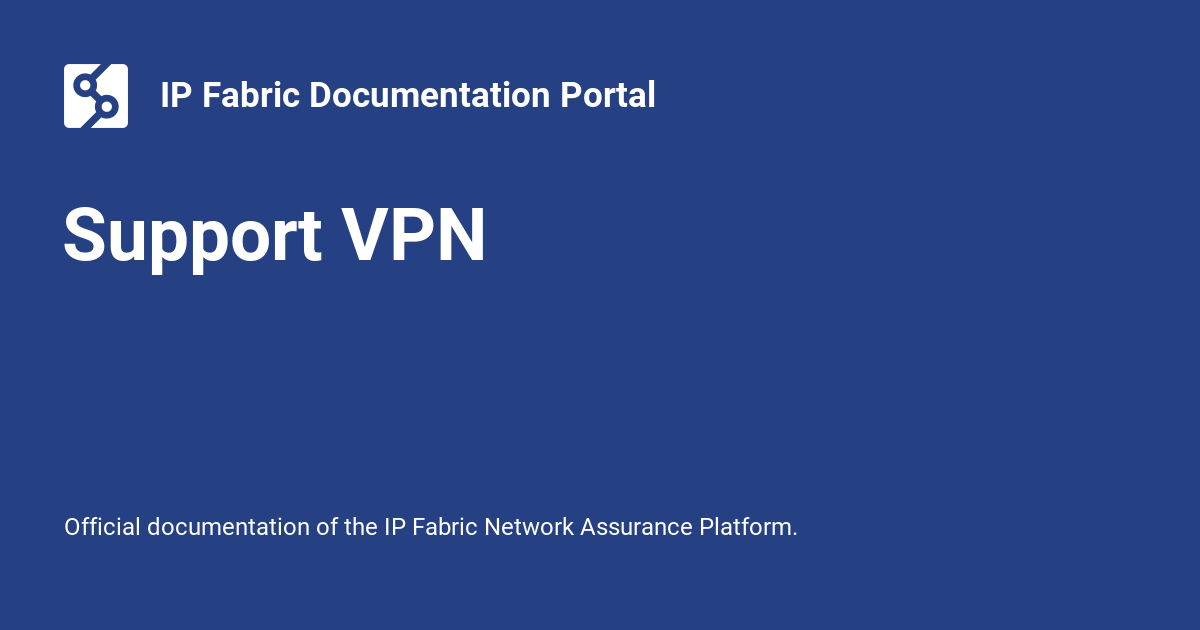 IP Fabric Documentation Portal
Support VPN
Official documentation of the IP Fabric Network Assurance Platform.